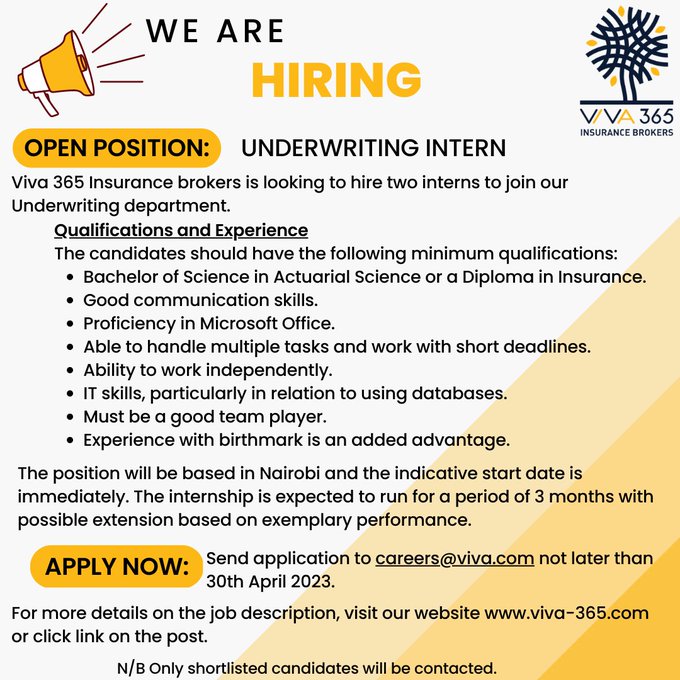 WE ARE
HIRING
VIVA 365
INSURANCE BROKERS
OPEN POSITION:
UNDERWRITING INTERN
Viva 365 Insurance brokers is looking to hire two interns to join our
Underwriting department.
Qualifications and Experience
The candidates should have the following minimum qualifications:
• Bachelor of Science in Actuarial Science or a Diploma in Insurance.
• Good communication skills.
• Proficiency in Microsoft Office.
• Able to handle multiple tasks and work with short deadlines.
• Ability to work independently.
• IT skills, particularly in relation to using databases.
• Must be a good team player.
• Experience with birthmark is an added advantage.
The position will be based in Nairobi and the indicative start date is
immediately. The internship is expected to run for a period of 3 months with
possible extension based on exemplary performance.
APPLY NOW:
Send application to careers@viva.com not later than
30th April 2023.
For more details on the job description, visit our website www.viva-365.com
or click link on the post.
N/B Only shortlisted candidates will be contacted.